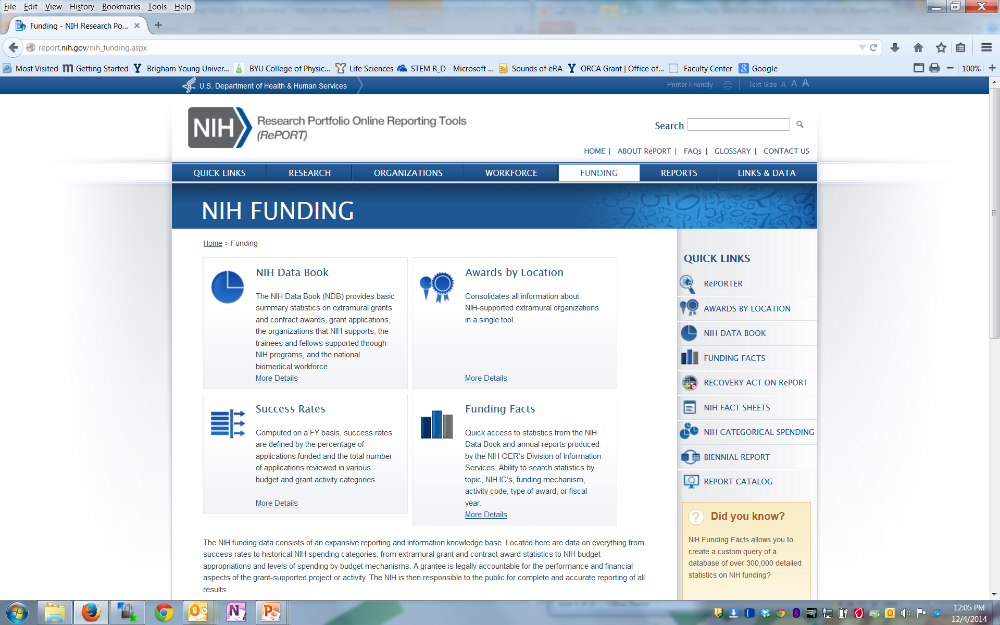 File Edit View History Bookmarks Tools Help
Funding - NIH Research Po...
report.nih.gov/nih_funding.aspx
Most Visited Getting Started Brigham Young Univer... BYU College of Physic... Life Sciences STEM R_D - Microsoft ... Sounds of eRA ORCA Grant | Office of... Faculty Center Google 100%
U.S. Department of Health & Human Services Printer Friendly Text Size A A A
NIH Research Portfolio Online Reporting Tools
(RePORT)
Search
HOME | ABOUT RePORT | FAQs | GLOSSARY | CONTACT US
QUICK LINKS RESEARCH ORGANIZATIONS WORKFORCE FUNDING REPORTS LINKS & DATA
NIH FUNDING
Home > Funding
NIH Data Book
The NIH Data Book (NDB) provides basic
summary statistics on extramural grants
and contract awards, grant applications,
the organizations that NIH supports, the
trainees and fellows supported through
NIH programs, and the national
biomedical workforce.
More Details
Awards by Location
Consolidates all information about
NIH-supported extramural organizations
in a single tool.
More Details
Success Rates
Computed on a FY basis, success rates
are defined by the percentage of
applications funded and the total number
of applications reviewed in various
budget and grant activity categories.
More Details
Funding Facts
Quick access to statistics from the NIH
Data Book and annual reports produced
by the NIH OER's Division of Information
Services. Ability to search statistics by
topic, NIH IC's, funding mechanism,
activity code, type of award, or fiscal
year.
More Details
The NIH funding data consists of an expansive reporting and information knowledge base. Located here are data on everything from
success rates to historical NIH spending categories, from extramural grant and contract award statistics to NIH budget
appropriations and levels of spending by budget mechanisms. A grantee is legally accountable for the performance and financial
aspects of the grant-supported project or activity. The NIH is then responsible to the public for complete and accurate reporting of all
results.
QUICK LINKS
RePORTER
AWARDS BY LOCATION
NIH DATA BOOK
FUNDING FACTS
RECOVERY ACT ON RePORT
NIH FACT SHEETS
NIH CATEGORICAL SPENDING
BIENNIAL REPORT
REPORT CATALOG
Did you know?
NIH Funding Facts allows you to
create a custom query of a
database of over 300,000 detailed
statistics on NIH funding?
12:05 PM
12/4/2014